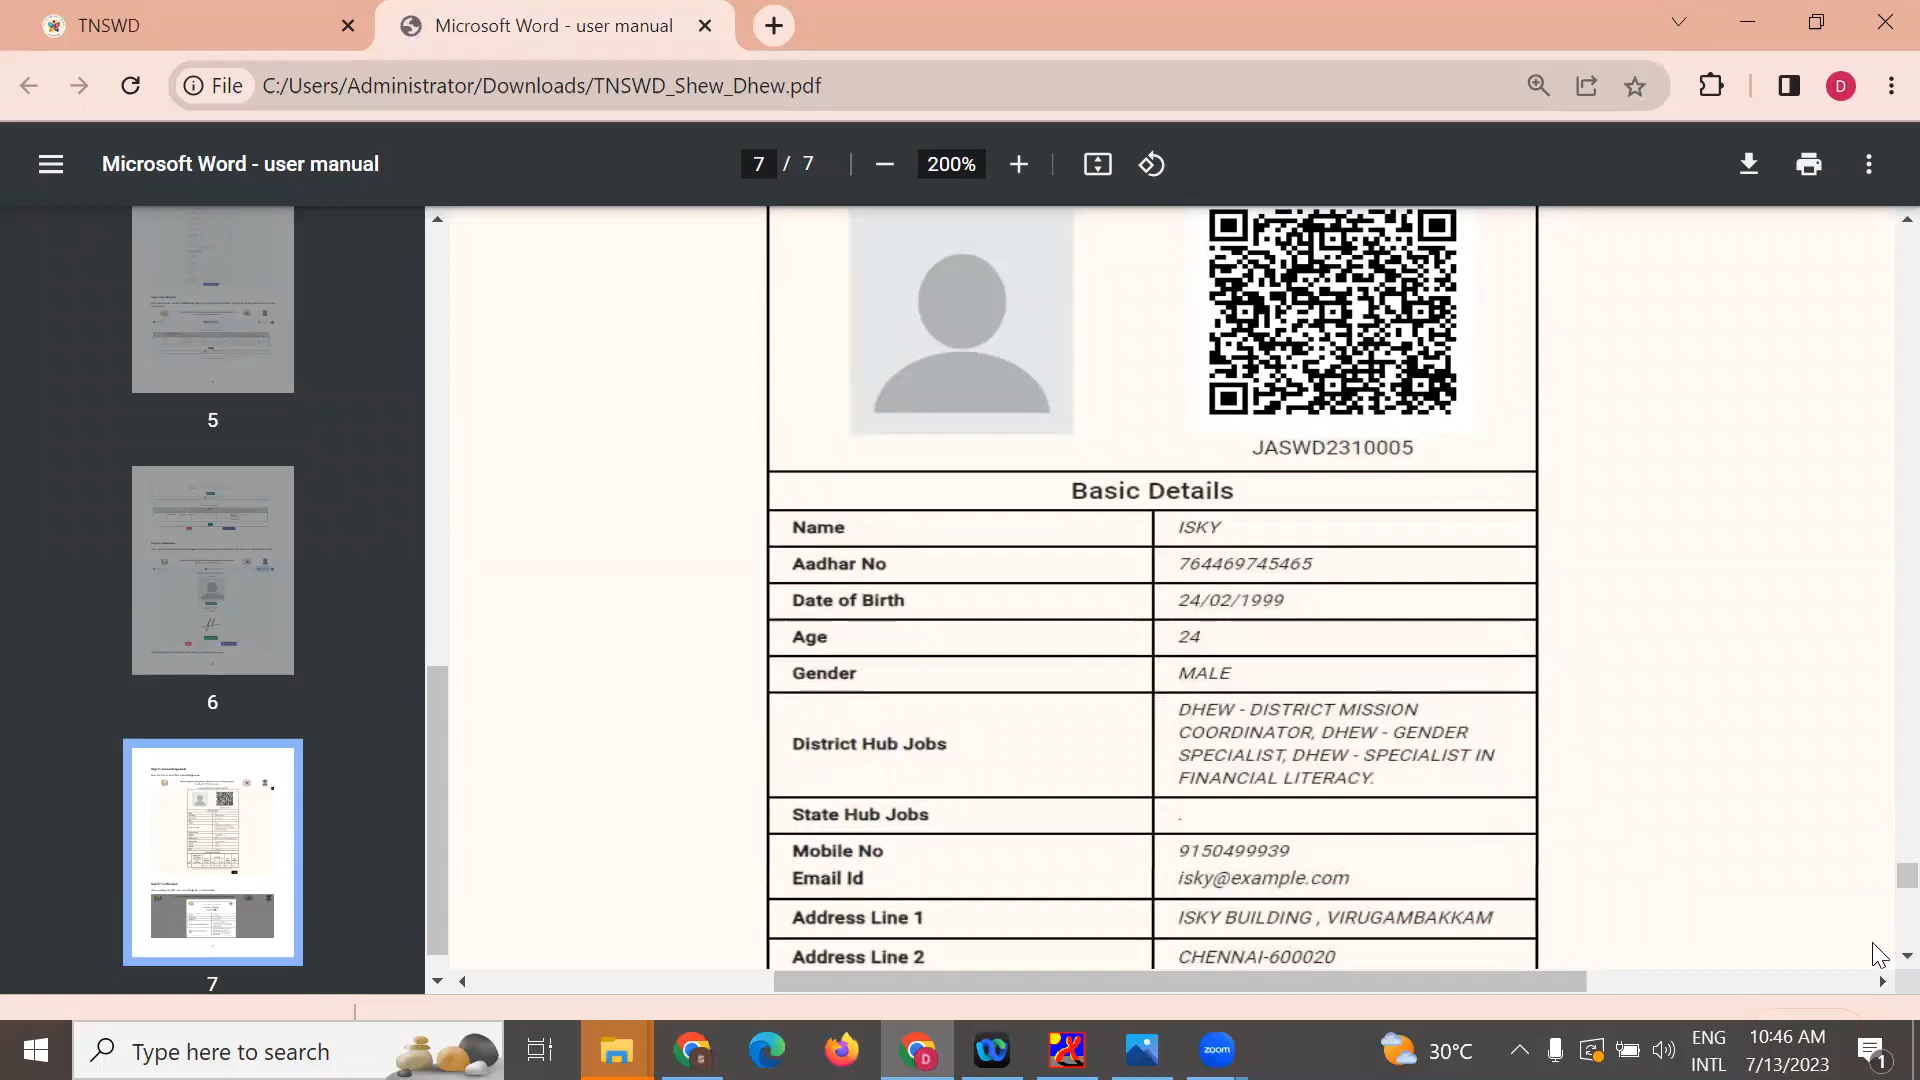 TNSWD
Microsoft Word - user manual
File
C:/Users/Administrator/Downloads/TNSWD_Shew_Dhew.pdf
D
Microsoft Word - user manual
7 / 7
200%
5
6
7
JASWD2310005
Basic Details
Name ISKY
Aadhar No 764469745465
Date of Birth 24/02/1999
Age 24
Gender MALE
District Hub Jobs
DHEW - DISTRICT MISSION
COORDINATOR, DHEW - GENDER
SPECIALIST, DHEW - SPECIALIST IN
FINANCIAL LITERACY.
State Hub Jobs .
Mobile No 9150499939
Email Id isky@example.com
Address Line 1 ISKY BUILDING , VIRUGAMBAKKAM
Address Line 2 CHENNAI-600020
Type here to search
zoom
30°C
ENG
INTL
10:46 AM
7/13/2023
1